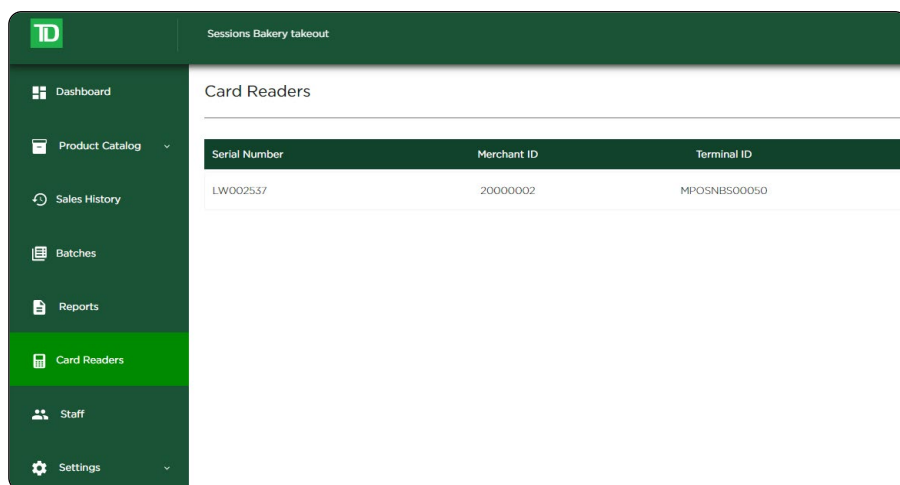 TD
Sessions Bakery takeout
Dashboard
Product Catalog
Sales History
Batches
Reports
Card Readers
Staff
Settings
Card Readers
Serial Number Merchant ID Terminal ID
LW002537 20000002 MPOSNBS00050